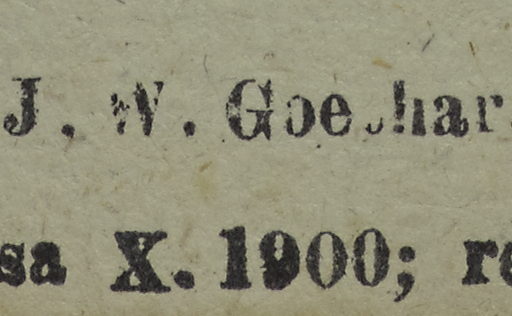 J. W.
sa X. 1900; re